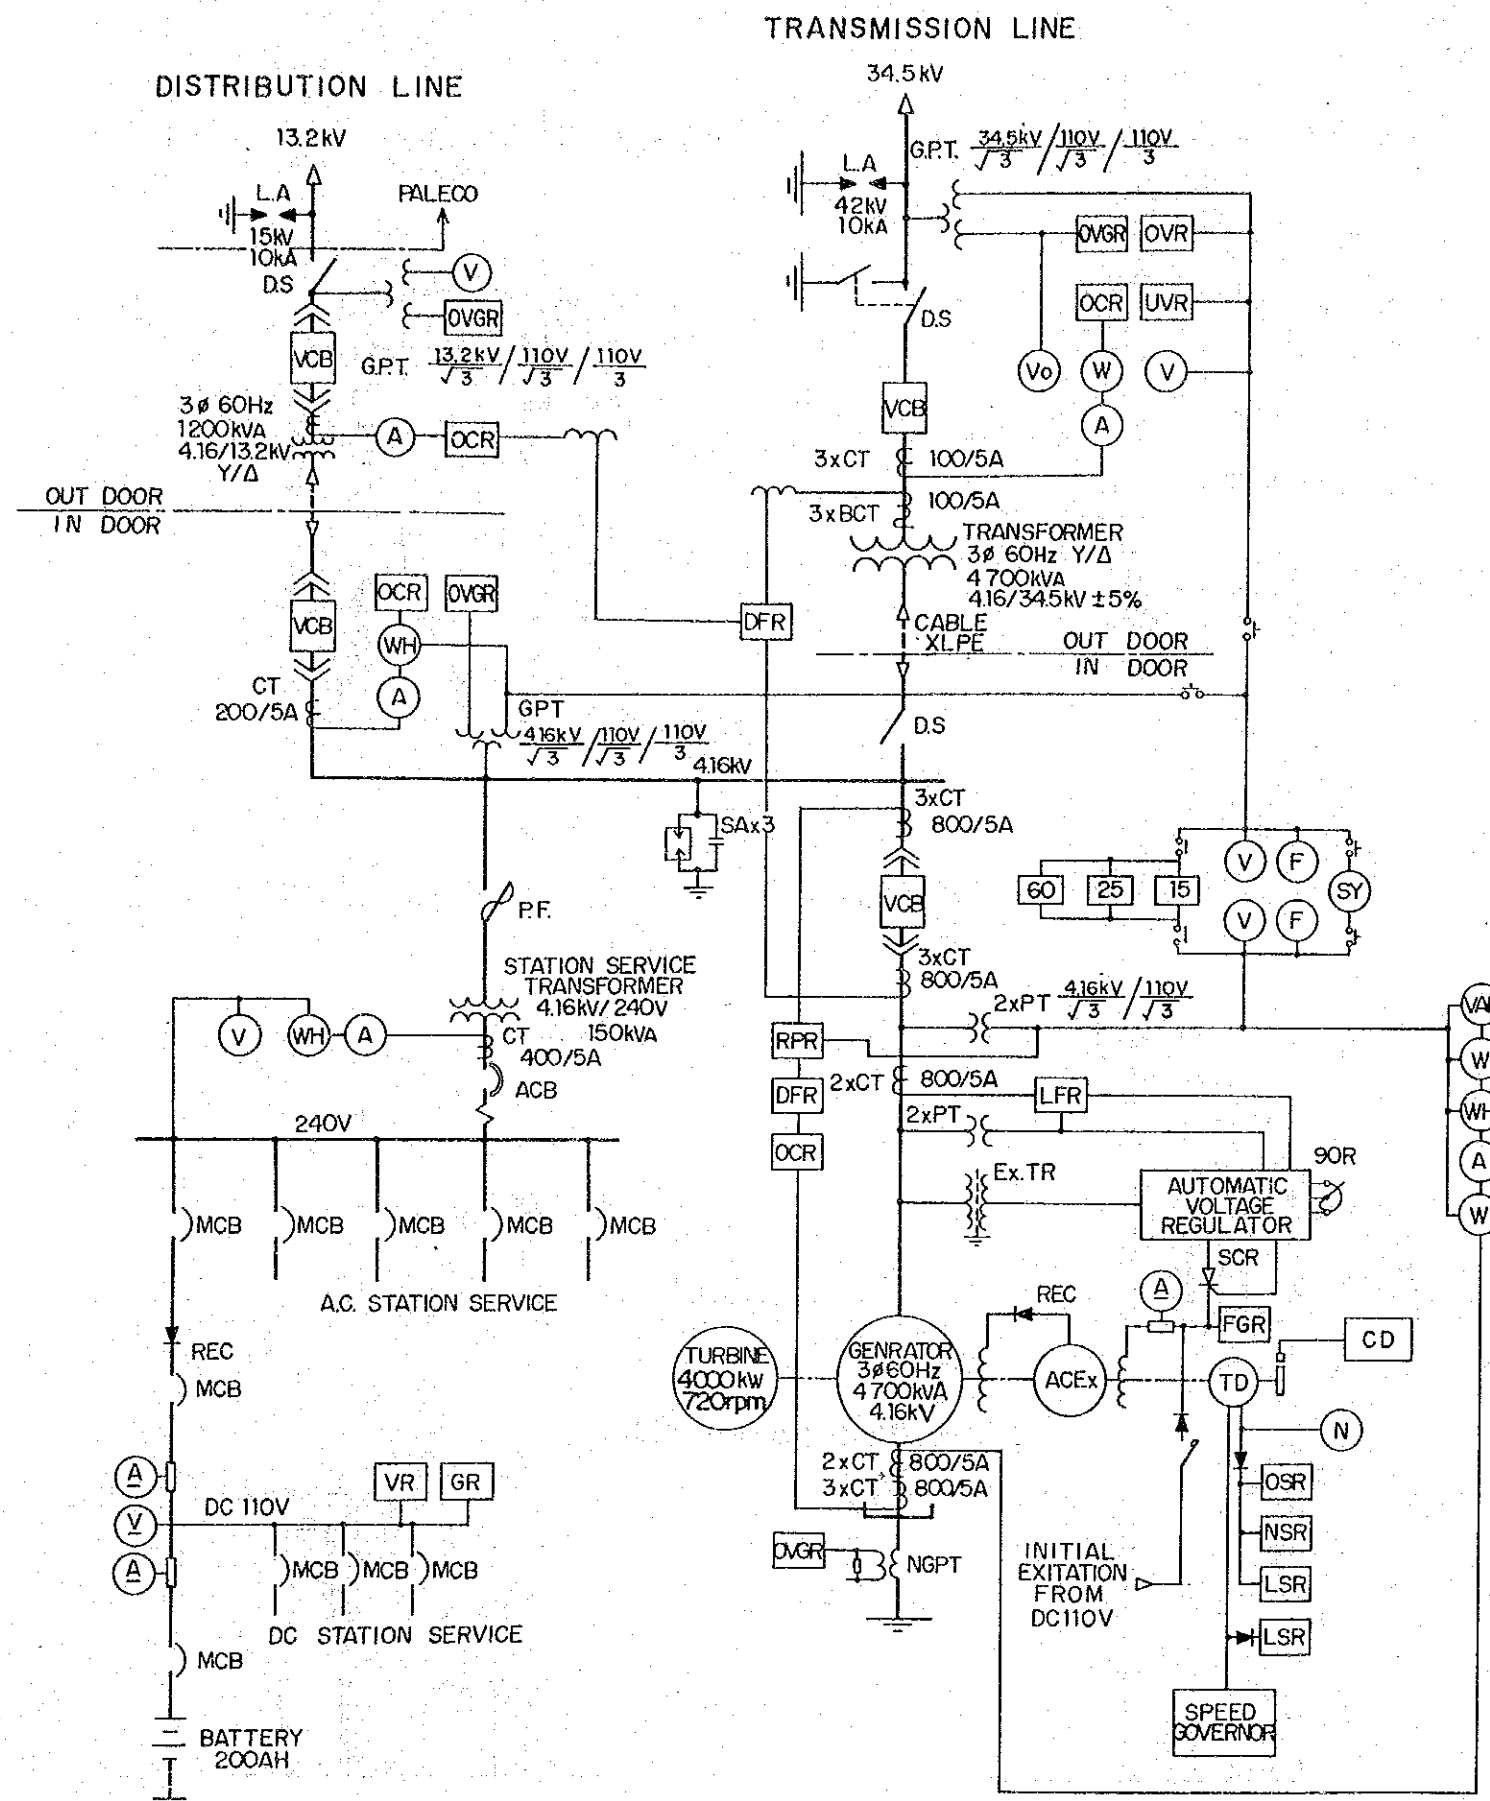 TRANSMISSION LINE
34.5kV
DISTRIBUTION LINE
13.2kV
L.A
15kV
10kA
PALECO
D.S
V
OVGR
VCB
G.P.T. 13.2kV/√3 / 110V/√3 / 110V/3
3ø 60Hz
1200kVA
4.16/13.2kV
Y/Δ
A
OCR
OUT DOOR
IN DOOR
VCB
OCR
OVGR
WH
A
CT
200/5A
GPT
4.16kV/√3 / 110V/√3 / 110V/3
4.16kV
SAx3
P.F.
STATION SERVICE
TRANSFORMER
4.16kV/240V
150kVA
CT
400/5A
ACB
V
WH
A
240V
MCB
MCB
MCB
MCB
MCB
A.C. STATION SERVICE
REC
MCB
A
V
A
DC 110V
VR
GR
MCB
MCB
MCB
DC STATION SERVICE
MCB
BATTERY
200AH
G.P.T. 34.5kV/√3 / 110V/√3 / 110V/3
L.A
42kV
10kA
OVGR
OVR
OCR
UVR
D.S
Vo
W
V
A
VCB
3xCT
100/5A
3xBCT
100/5A
TRANSFORMER
3ø 60Hz Y/Δ
4700kVA
4.16/34.5kV ±5%
DFR
CABLE
XLPE
OUT DOOR
IN DOOR
D.S
3xCT
800/5A
VCB
60
25
15
V
F
SY
V
F
3xCT
800/5A
2xPT 4.16kV/√3 / 110V/√3
RPR
DFR
OCR
2xCT
800/5A
LFR
2xPT
Ex.TR
AUTOMATIC
VOLTAGE
REGULATOR
90R
SCR
W
A
W
TURBINE
4000kW
720rpm
GENRATOR
3ø60Hz
4700kVA
4.16kV
REC
ACEx
A
FGR
TD
CD
N
OSR
NSR
LSR
LSR
SPEED
GOVERNOR
INITIAL
EXITATION
FROM
DC110V
2xCT
800/5A
3xCT
800/5A
OVGR
NGPT